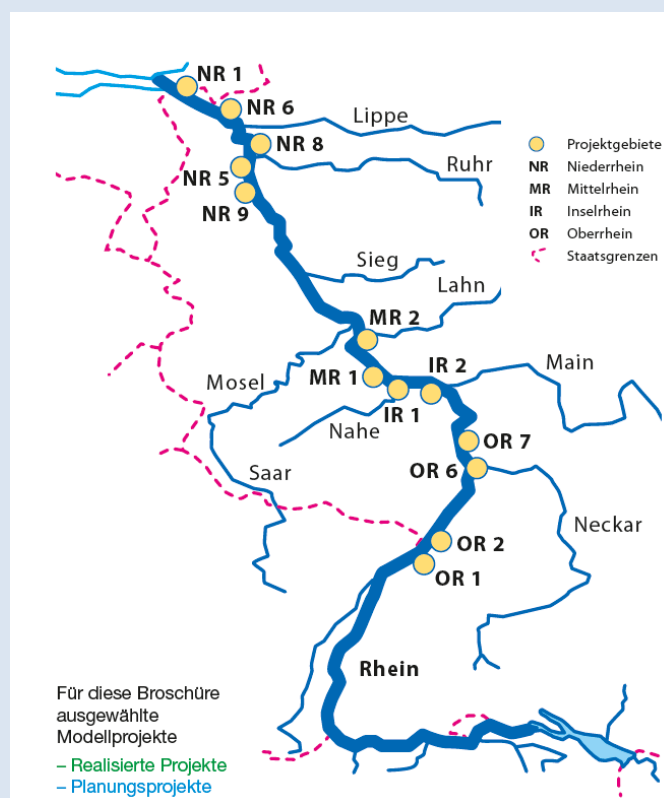 NR 1
NR 6
Lippe
NR 8
Ruhr
NR 5
NR 9
Projektgebiete
NR Niederrhein
MR Mittelrhein
IR Inselrhein
OR Oberrhein
Staatsgrenzen
Sieg
Lahn
MR 2
IR 2
Main
Mosel
MR 1
IR 1
Nahe
OR 7
Saar
OR 6
Neckar
OR 2
OR 1
Rhein
Für diese Broschüre
ausgewählte
Modellprojekte
– Realisierte Projekte
– Planungsprojekte